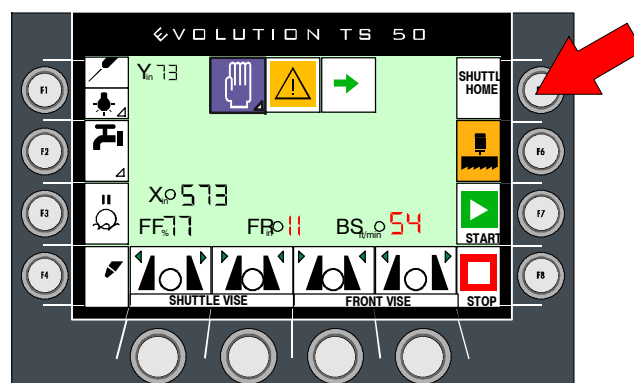 EVOLUTION TS 50
F1
F2
F3
F4
Yin 73
SHUTTL
HOME
F6
F7
F8
Xin 573
FF% 77
FRin 11
BSft/min 54
START
SHUTTLE VISE
FRONT VISE
STOP